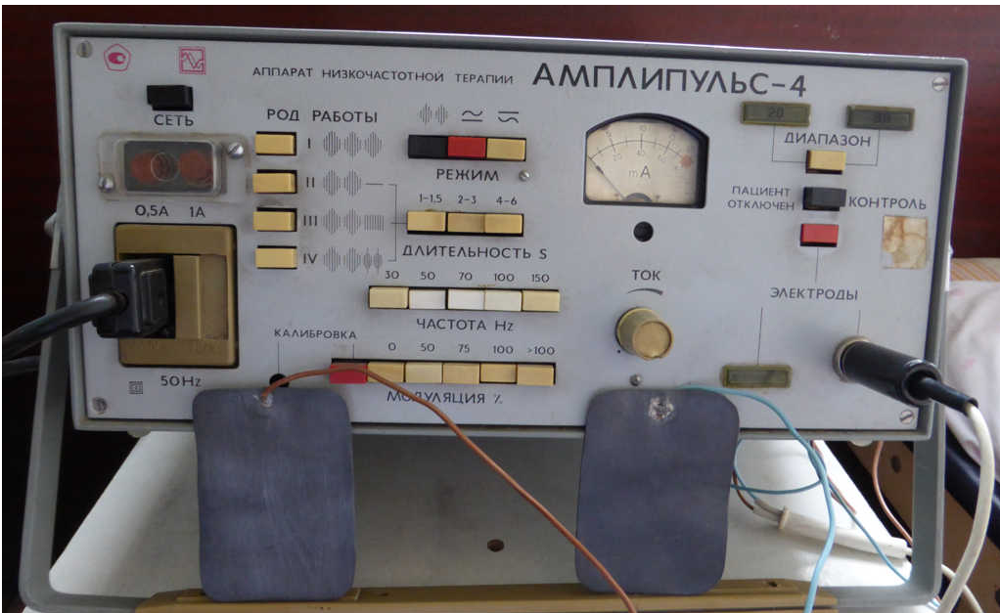 АППАРАТ НИЗКОЧАСТОТНОЙ ТЕРАПИИ АМПЛИПУЛЬС-4
СЕТЬ
0,5А 1А
50Hz
РОД РАБОТЫ
I
II
III
IV
РЕЖИМ
1-1,5 2-3 4-6
ДЛИТЕЛЬНОСТЬ S
30 50 70 100 150
ЧАСТОТА Hz
КАЛИБРОВКА
0 50 75 100 >100
МОДУЛЯЦИЯ %
mA
ТОК
20 80
ДИАПАЗОН
ПАЦИЕНТ
ОТКЛЮЧЕН
КОНТРОЛЬ
ЭЛЕКТРОДЫ